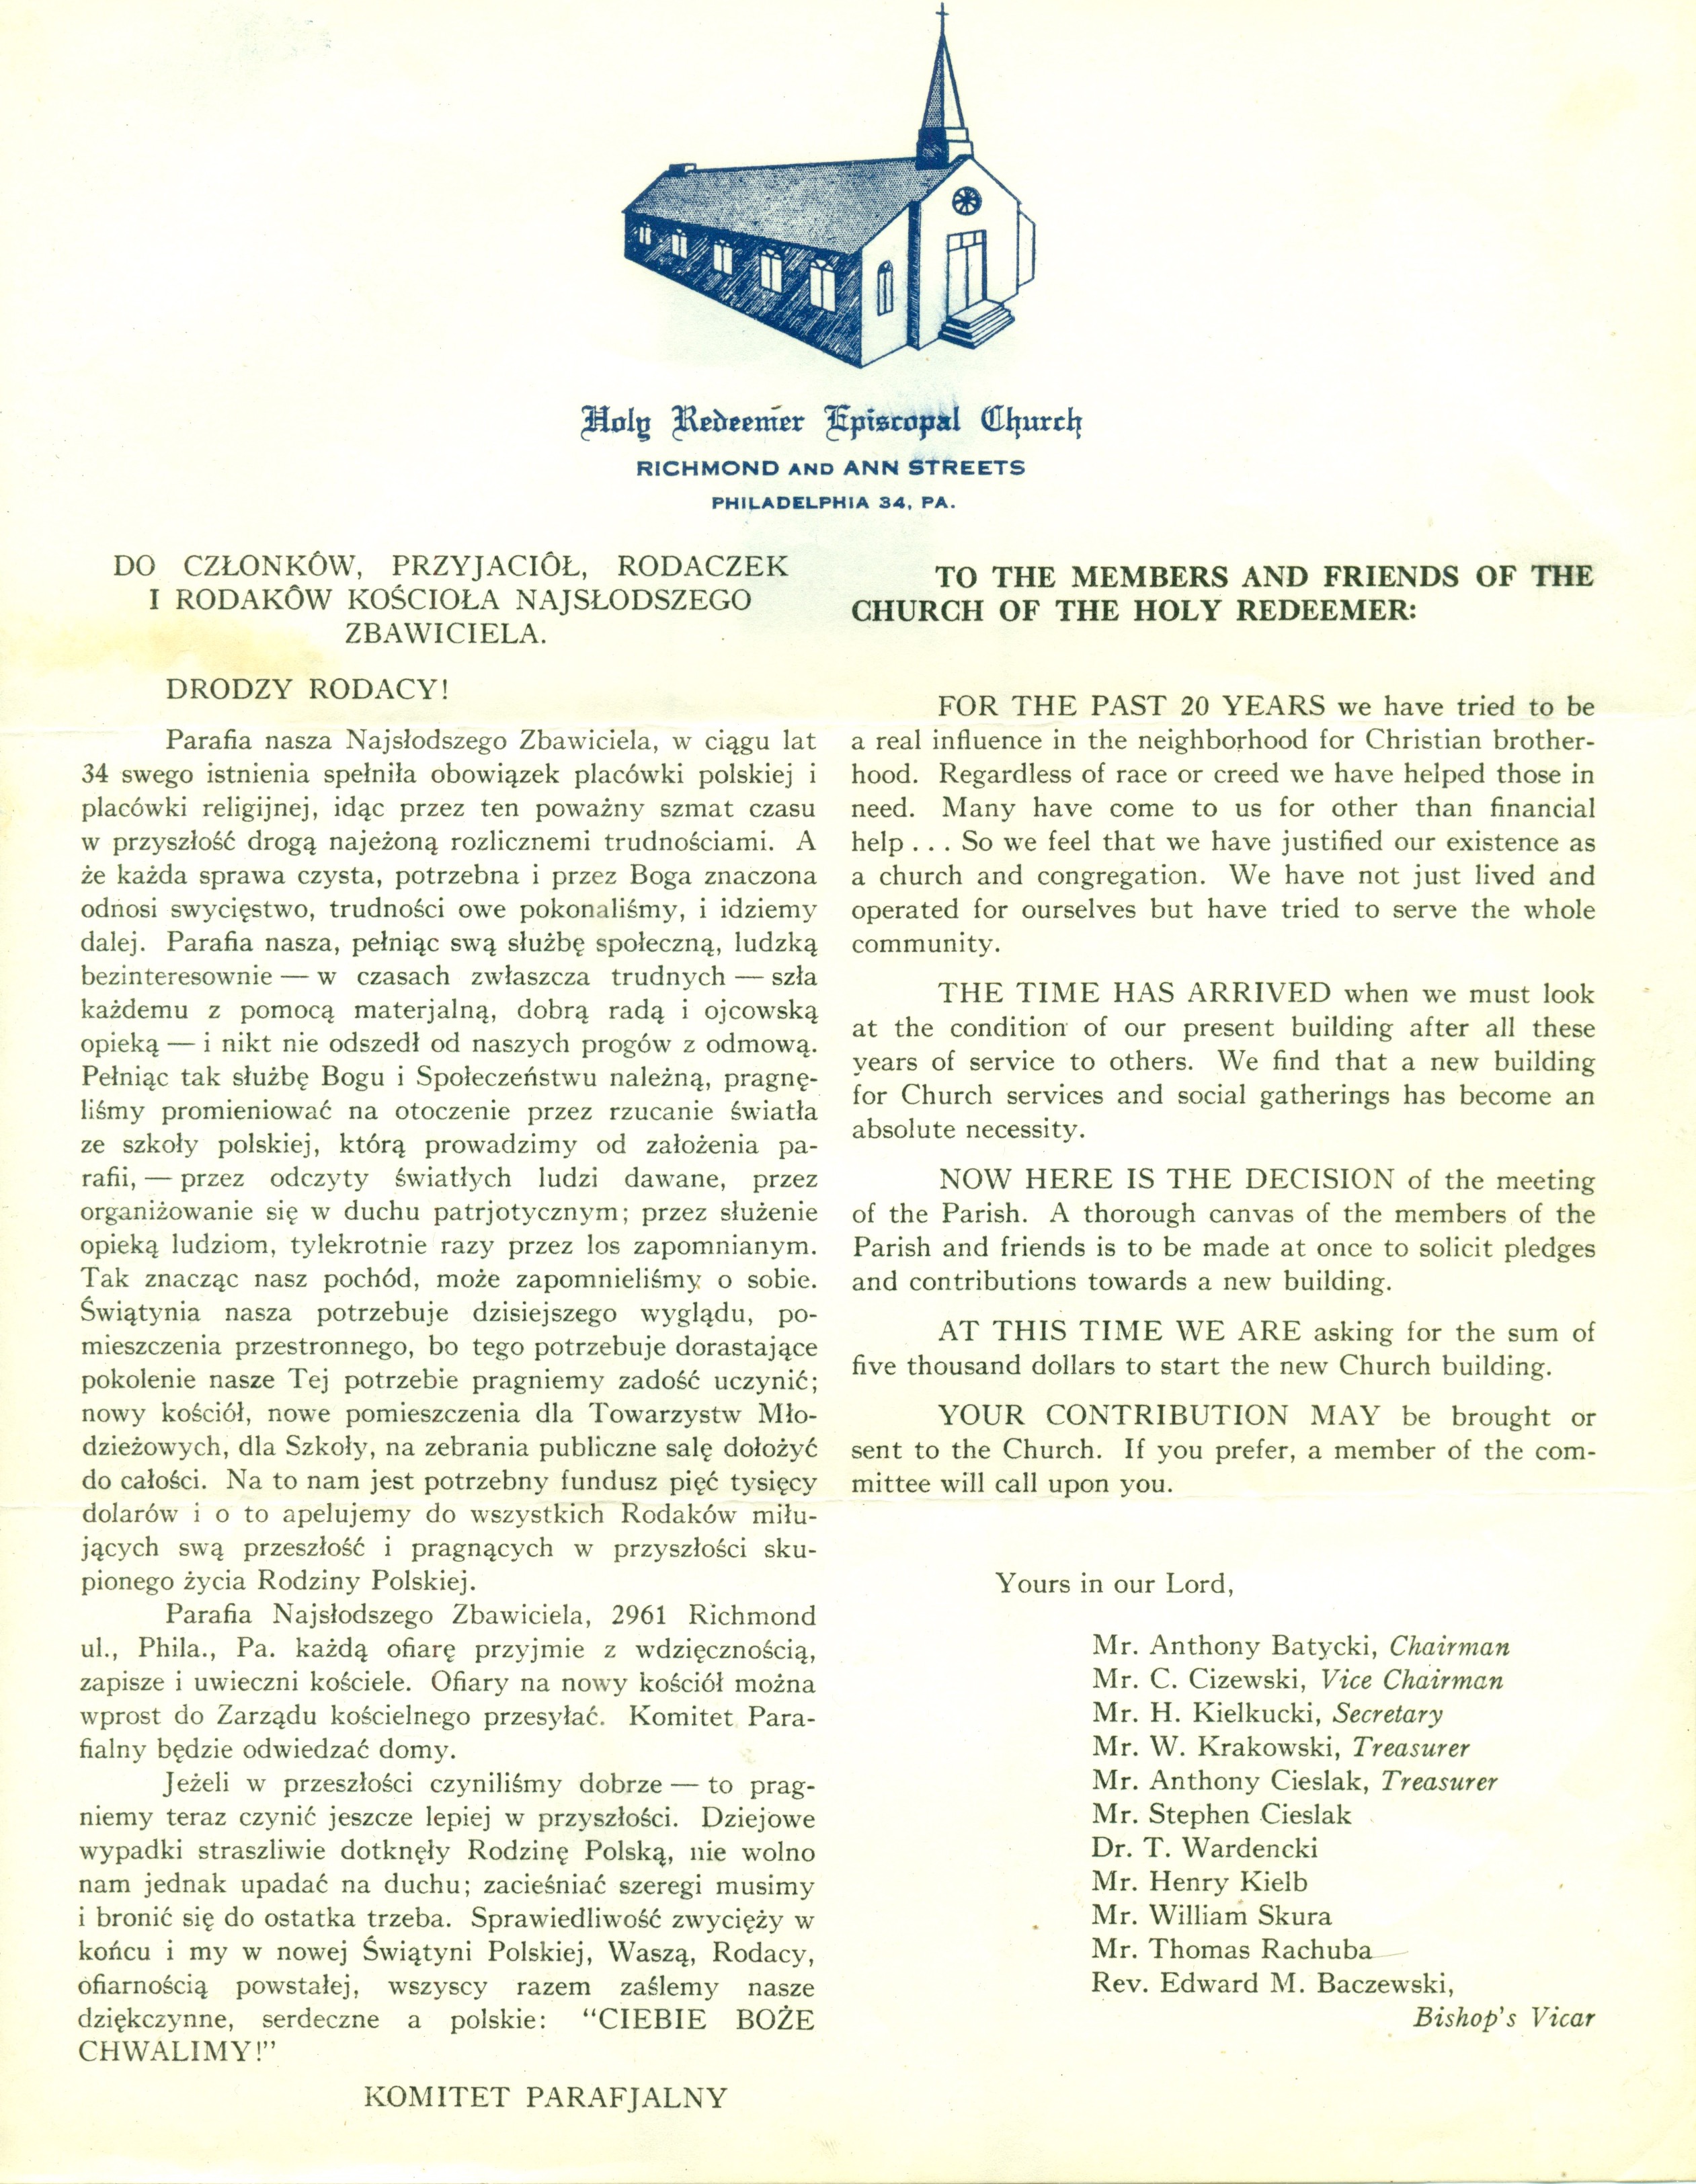 Holy Redeemer Episcopal Church
RICHMOND AND ANN STREETS
PHILADELPHIA 34, PA.
DO CZŁONKÓW, PRZYJACIÓŁ, RODACZEK
I RODAKÓW KOŚCIOŁA NAJSŁODSZEGO
ZBAWICIELA.
DRODZY RODACY!
Parafia nasza Najsłodszego Zbawiciela, w ciągu lat
34 swego istnienia spełniła obowiązek placówki polskiej i
placówki religijnej, idąc przez ten poważny szmat czasu
w przyszłość drogą najeżoną rozlicznemi trudnościami. A
że każda sprawa czysta, potrzebna i przez Boga znaczona
odnosi swycięstwo, trudności owe pokonaliśmy, i idziemy
dalej. Parafia nasza, pełniąc swą służbę społeczną, ludzką
bezinteresownie — w czasach zwłaszcza trudnych — szła
każdemu z pomocą materjalną, dobrą radą i ojcowską
opieką — i nikt nie odszedł od naszych progów z odmową.
Pełniąc tak służbę Bogu i Społeczeństwu należną, pragnę-
liśmy promieniować na otoczenie przez rzucanie światła
ze szkoły polskiej, którą prowadzimy od założenia pa-
rafii, — przez odczyty światłych ludzi dawane, przez
organiżowanie się w duchu patrjotycznym; przez służenie
opieką ludziom, tylekrotnie razy przez los zapomnianym.
Tak znacząc nasz pochód, może zapomnieliśmy o sobie.
Świątynia nasza potrzebuje dzisiejszego wyglądu, po-
mieszczenia przestronnego, bo tego potrzebuje dorastające
pokolenie nasze Tej potrzebie pragniemy zadość uczynić;
nowy kościół, nowe pomieszczenia dla Towarzystw Mło-
dzieżowych, dla Szkoły, na zebrania publiczne salę dołożyć
do całości. Na to nam jest potrzebny fundusz pięć tysięcy
dolarów i o to apelujemy do wszystkich Rodaków miłu-
jących swą przeszłość i pragnących w przyszłości sku-
pionego życia Rodziny Polskiej.
Parafia Najsłodszego Zbawiciela, 2961 Richmond
ul., Phila., Pa. każdą ofiarę przyjmie z wdzięcznością,
zapisze i uwieczni kościele. Ofiary na nowy kościół można
wprost do Zarządu kościelnego przesyłać. Komitet Para-
fialny będzie odwiedzać domy.
Jeżeli w przeszłości czyniliśmy dobrze — to prag-
niemy teraz czynić jeszcze lepiej w przyszłości. Dziejowe
wypadki straszliwie dotknęły Rodzinę Polską, nie wolno
nam jednak upadać na duchu; zacieśniać szeregi musimy
i bronić się do ostatka trzeba. Sprawiedliwość zwycięży w
końcu i my w nowej Świątyni Polskiej, Waszą, Rodacy,
ofiarnością powstałej, wszyscy razem zaślemy nasze
dziękczynne, serdeczne a polskie: “CIEBIE BOŻE
CHWALIMY!”
KOMITET PARAFJALNY
TO THE MEMBERS AND FRIENDS OF THE
CHURCH OF THE HOLY REDEEMER:
FOR THE PAST 20 YEARS we have tried to be
a real influence in the neighborhood for Christian brother-
hood. Regardless of race or creed we have helped those in
need. Many have come to us for other than financial
help . . . So we feel that we have justified our existence as
a church and congregation. We have not just lived and
operated for ourselves but have tried to serve the whole
community.
THE TIME HAS ARRIVED when we must look
at the condition of our present building after all these
years of service to others. We find that a new building
for Church services and social gatherings has become an
absolute necessity.
NOW HERE IS THE DECISION of the meeting
of the Parish. A thorough canvas of the members of the
Parish and friends is to be made at once to solicit pledges
and contributions towards a new building.
AT THIS TIME WE ARE asking for the sum of
five thousand dollars to start the new Church building.
YOUR CONTRIBUTION MAY be brought or
sent to the Church. If you prefer, a member of the com-
mittee will call upon you.
Yours in our Lord,
Mr. Anthony Batycki, Chairman
Mr. C. Cizewski, Vice Chairman
Mr. H. Kielkucki, Secretary
Mr. W. Krakowski, Treasurer
Mr. Anthony Cieslak, Treasurer
Mr. Stephen Cieslak
Dr. T. Wardencki
Mr. Henry Kielb
Mr. William Skura
Mr. Thomas Rachuba
Rev. Edward M. Baczewski,
Bishop's Vicar